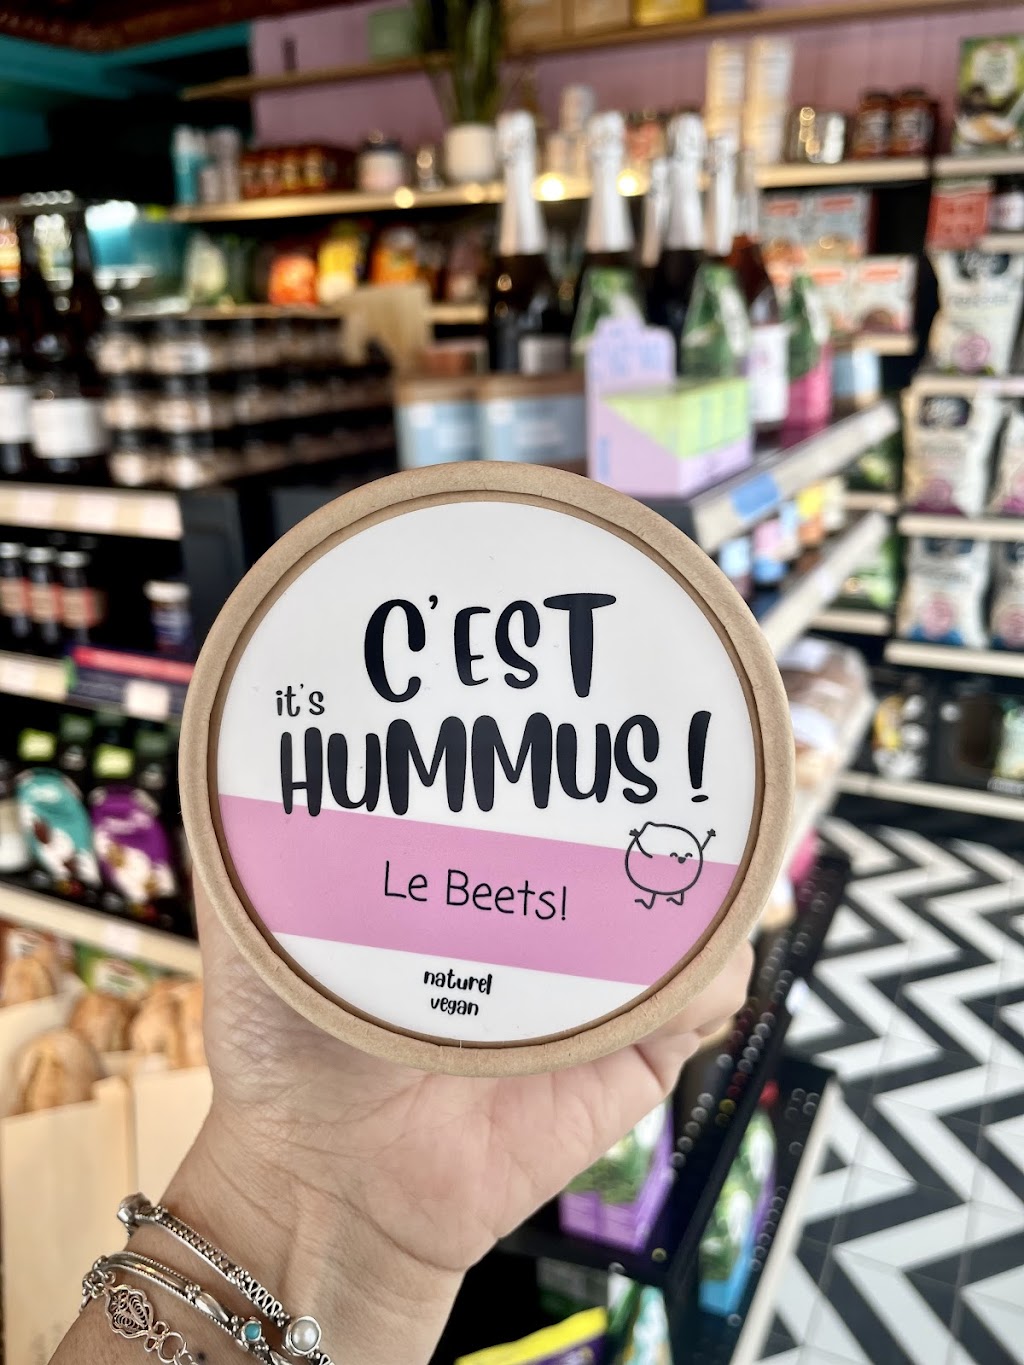 C'EST
it's
HUMMUS!
Le Beets!
naturel
vegan